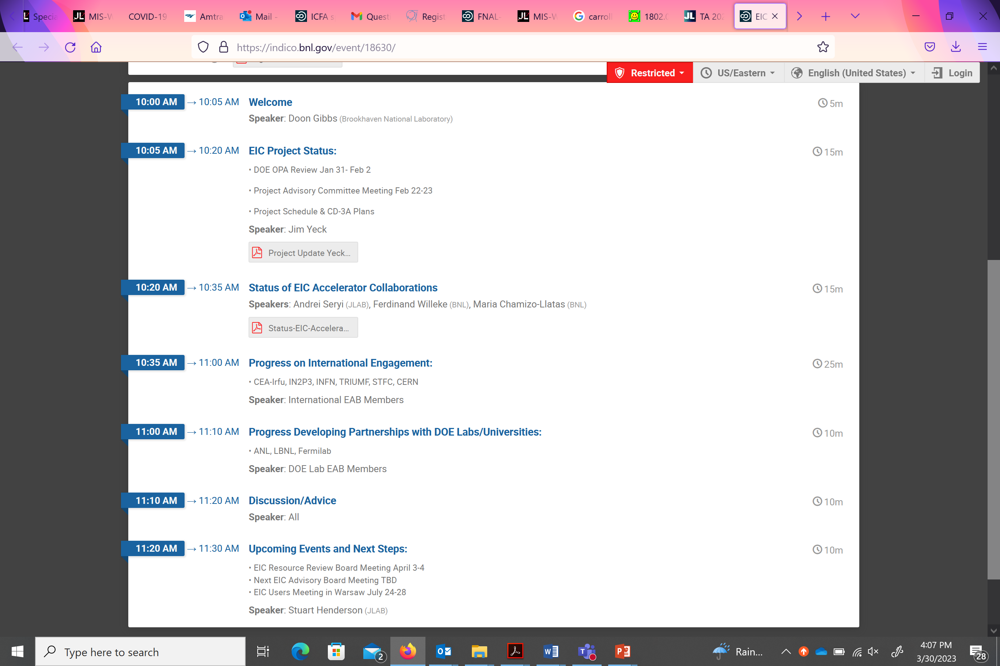 Specia
MIS-W
COVID-19
Amtra
Mail -
ICFA s
Quest
Regist
FNAL-
MIS-W
carroll
1802.0
TA 202
EIC
https://indico.bnl.gov/event/18630/
Restricted
US/Eastern
English (United States)
Login
10:00 AM → 10:05 AM Welcome 5m
Speaker: Doon Gibbs (Brookhaven National Laboratory)
10:05 AM → 10:20 AM EIC Project Status: 15m
• DOE OPA Review Jan 31- Feb 2
• Project Advisory Committee Meeting Feb 22-23
• Project Schedule & CD-3A Plans
Speaker: Jim Yeck
Project Update Yeck...
10:20 AM → 10:35 AM Status of EIC Accelerator Collaborations 15m
Speakers: Andrei Seryi (JLAB), Ferdinand Willeke (BNL), Maria Chamizo-Llatas (BNL)
Status-EIC-Accelera...
10:35 AM → 11:00 AM Progress on International Engagement: 25m
• CEA-Irfu, IN2P3, INFN, TRIUMF, STFC, CERN
Speaker: International EAB Members
11:00 AM → 11:10 AM Progress Developing Partnerships with DOE Labs/Universities: 10m
• ANL, LBNL, Fermilab
Speaker: DOE Lab EAB Members
11:10 AM → 11:20 AM Discussion/Advice 10m
Speaker: All
11:20 AM → 11:30 AM Upcoming Events and Next Steps: 10m
• EIC Resource Review Board Meeting April 3-4
• Next EIC Advisory Board Meeting TBD
• EIC Users Meeting in Warsaw July 24-28
Speaker: Stuart Henderson (JLAB)
Type here to search
2
Rain...
4:07 PM
3/30/2023
28